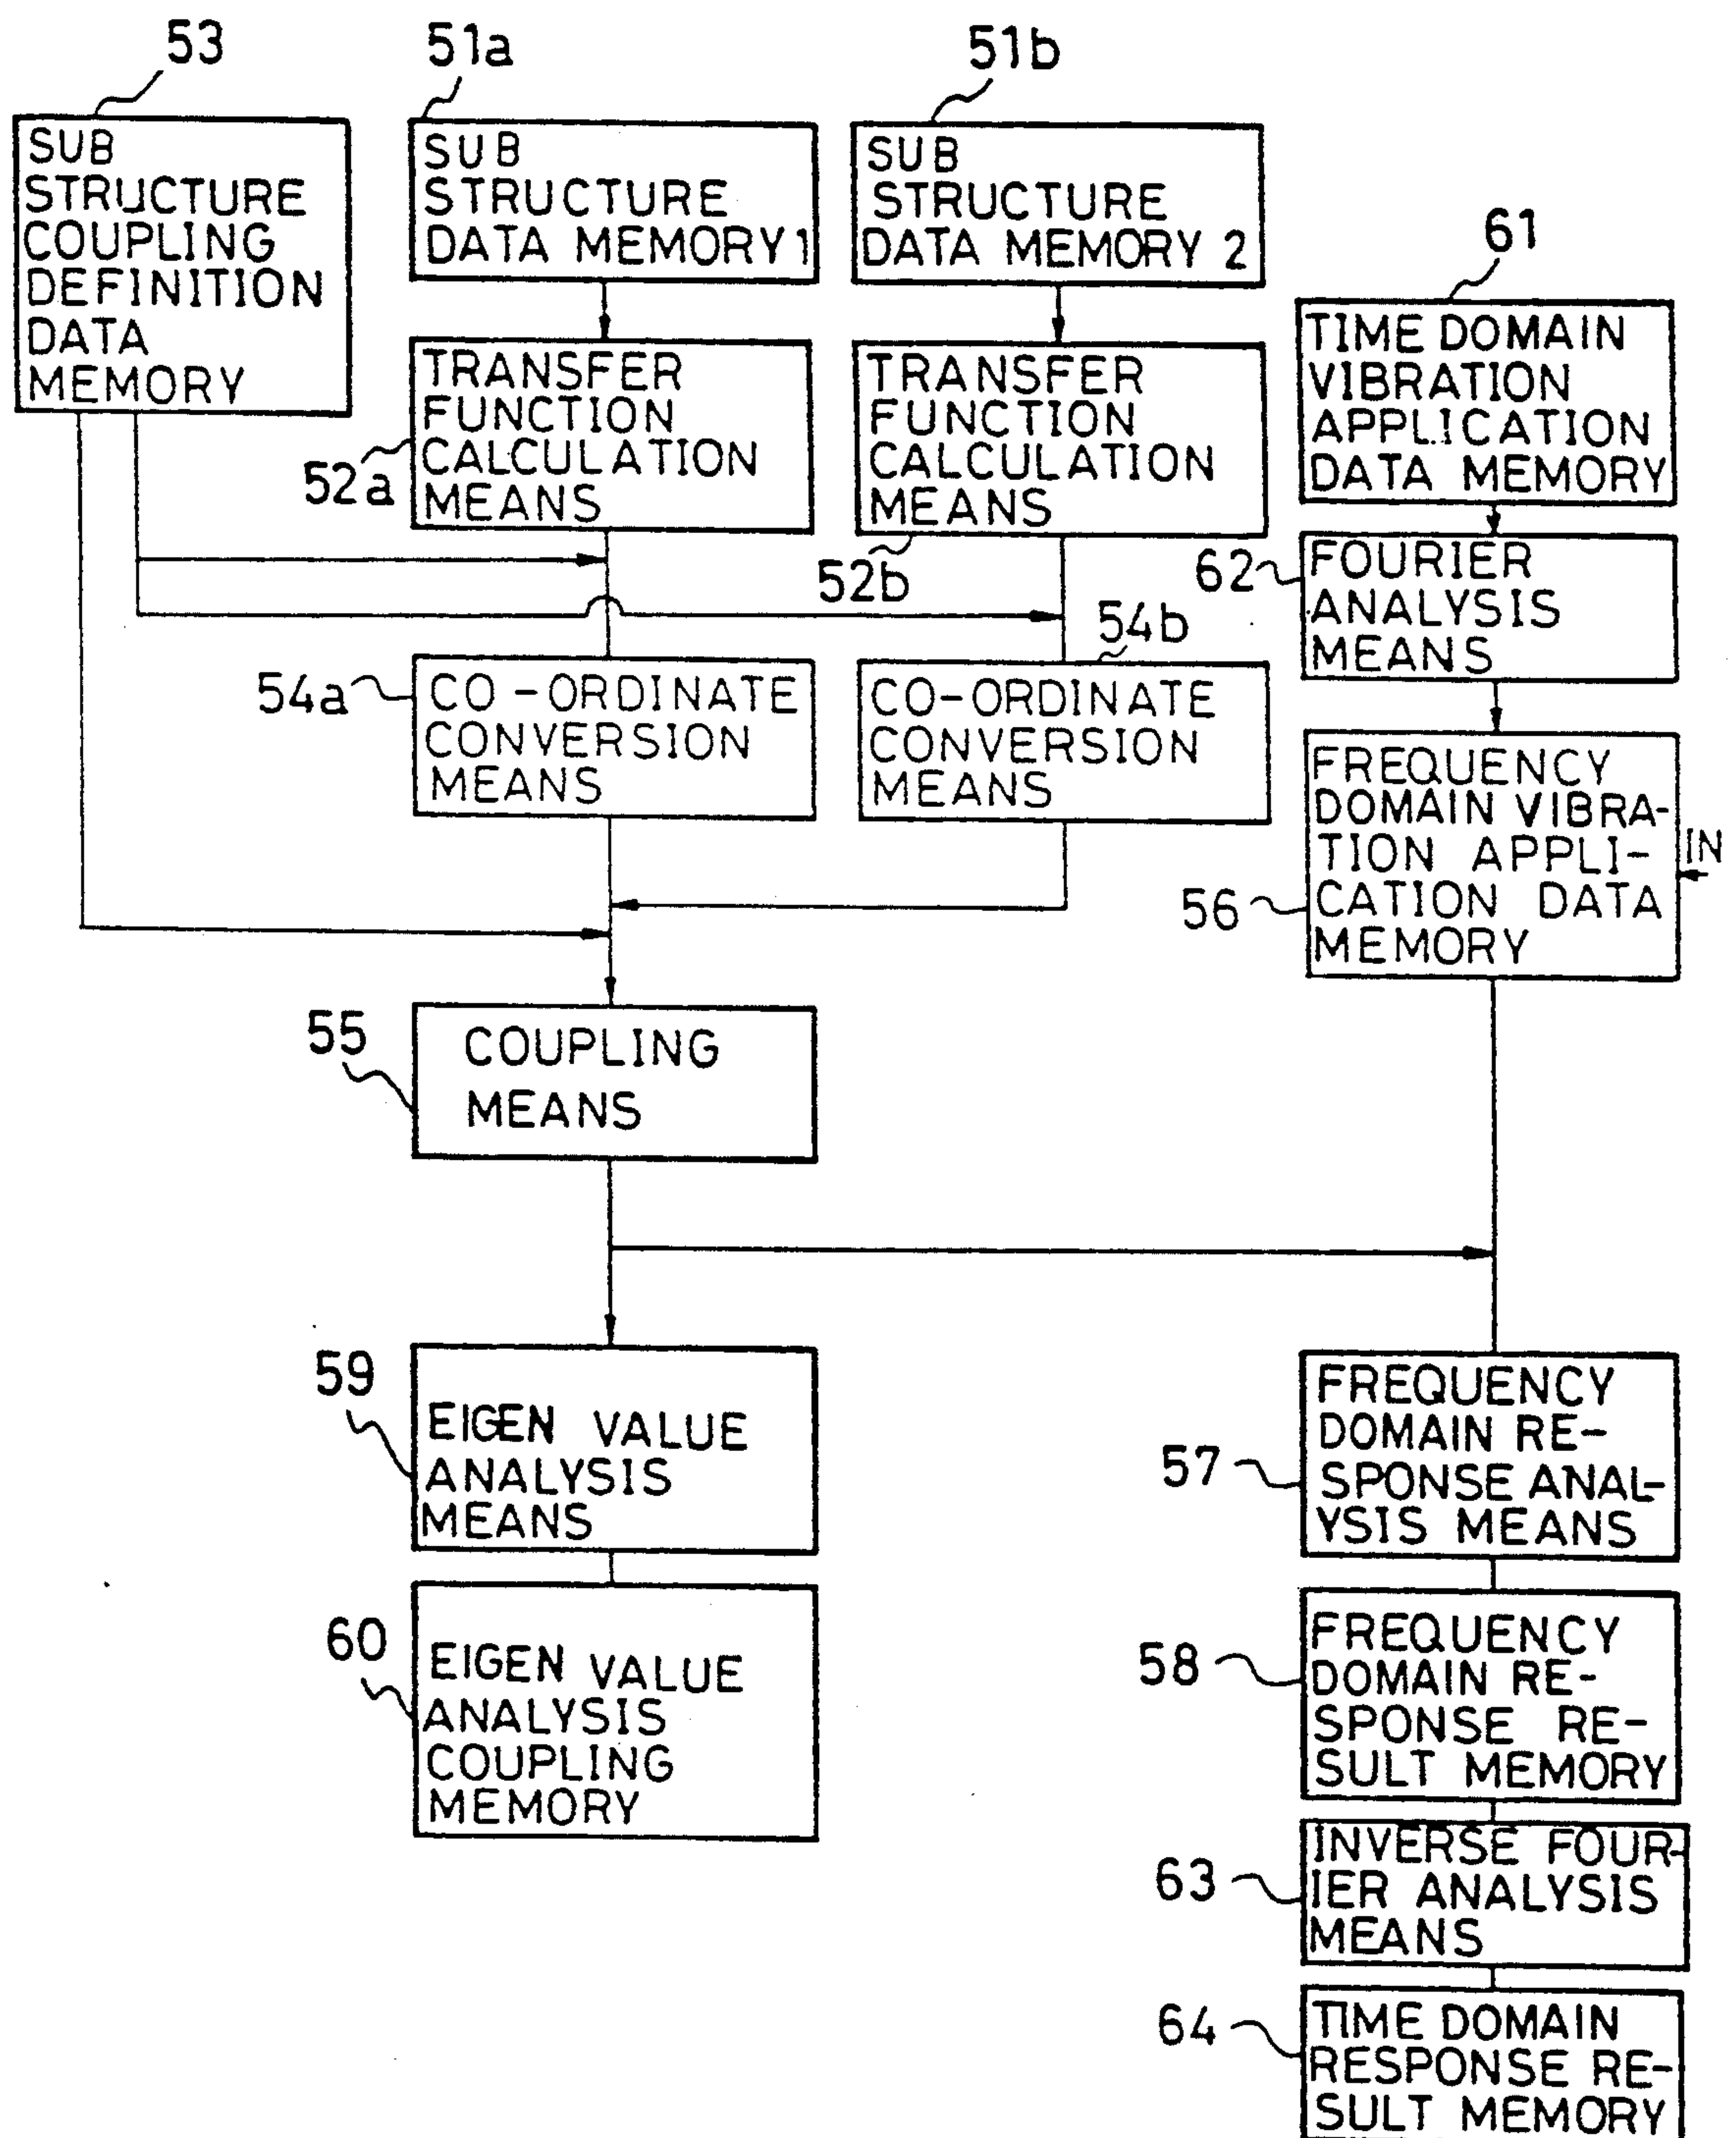 53
51a
51b
SUB
STRUCTURE
COUPLING
DEFINITION
DATA
MEMORY
SUB
STRUCTURE
DATA MEMORY 1
SUB
STRUCTURE
DATA MEMORY 2
61
TIME DOMAIN
VIBRATION
APPLICATION
DATA MEMORY
52a
TRANSFER
FUNCTION
CALCULATION
MEANS
TRANSFER
FUNCTION
CALCULATION
MEANS
52b
62
FOURIER
ANALYSIS
MEANS
54a
CO-ORDINATE
CONVERSION
MEANS
54b
CO-ORDINATE
CONVERSION
MEANS
56
FREQUENCY
DOMAIN VIBRA-
TION APPLI-
CATION DATA
MEMORY
IN
55
COUPLING
MEANS
59
EIGEN VALUE
ANALYSIS
MEANS
57
FREQUENCY
DOMAIN RE-
SPONSE ANAL-
YSIS MEANS
60
EIGEN VALUE
ANALYSIS
COUPLING
MEMORY
58
FREQUENCY
DOMAIN RE-
SPONSE RE-
SULT MEMORY
63
INVERSE FOUR-
IER ANALYSIS
MEANS
64
TIME DOMAIN
RESPONSE RE-
SULT MEMORY